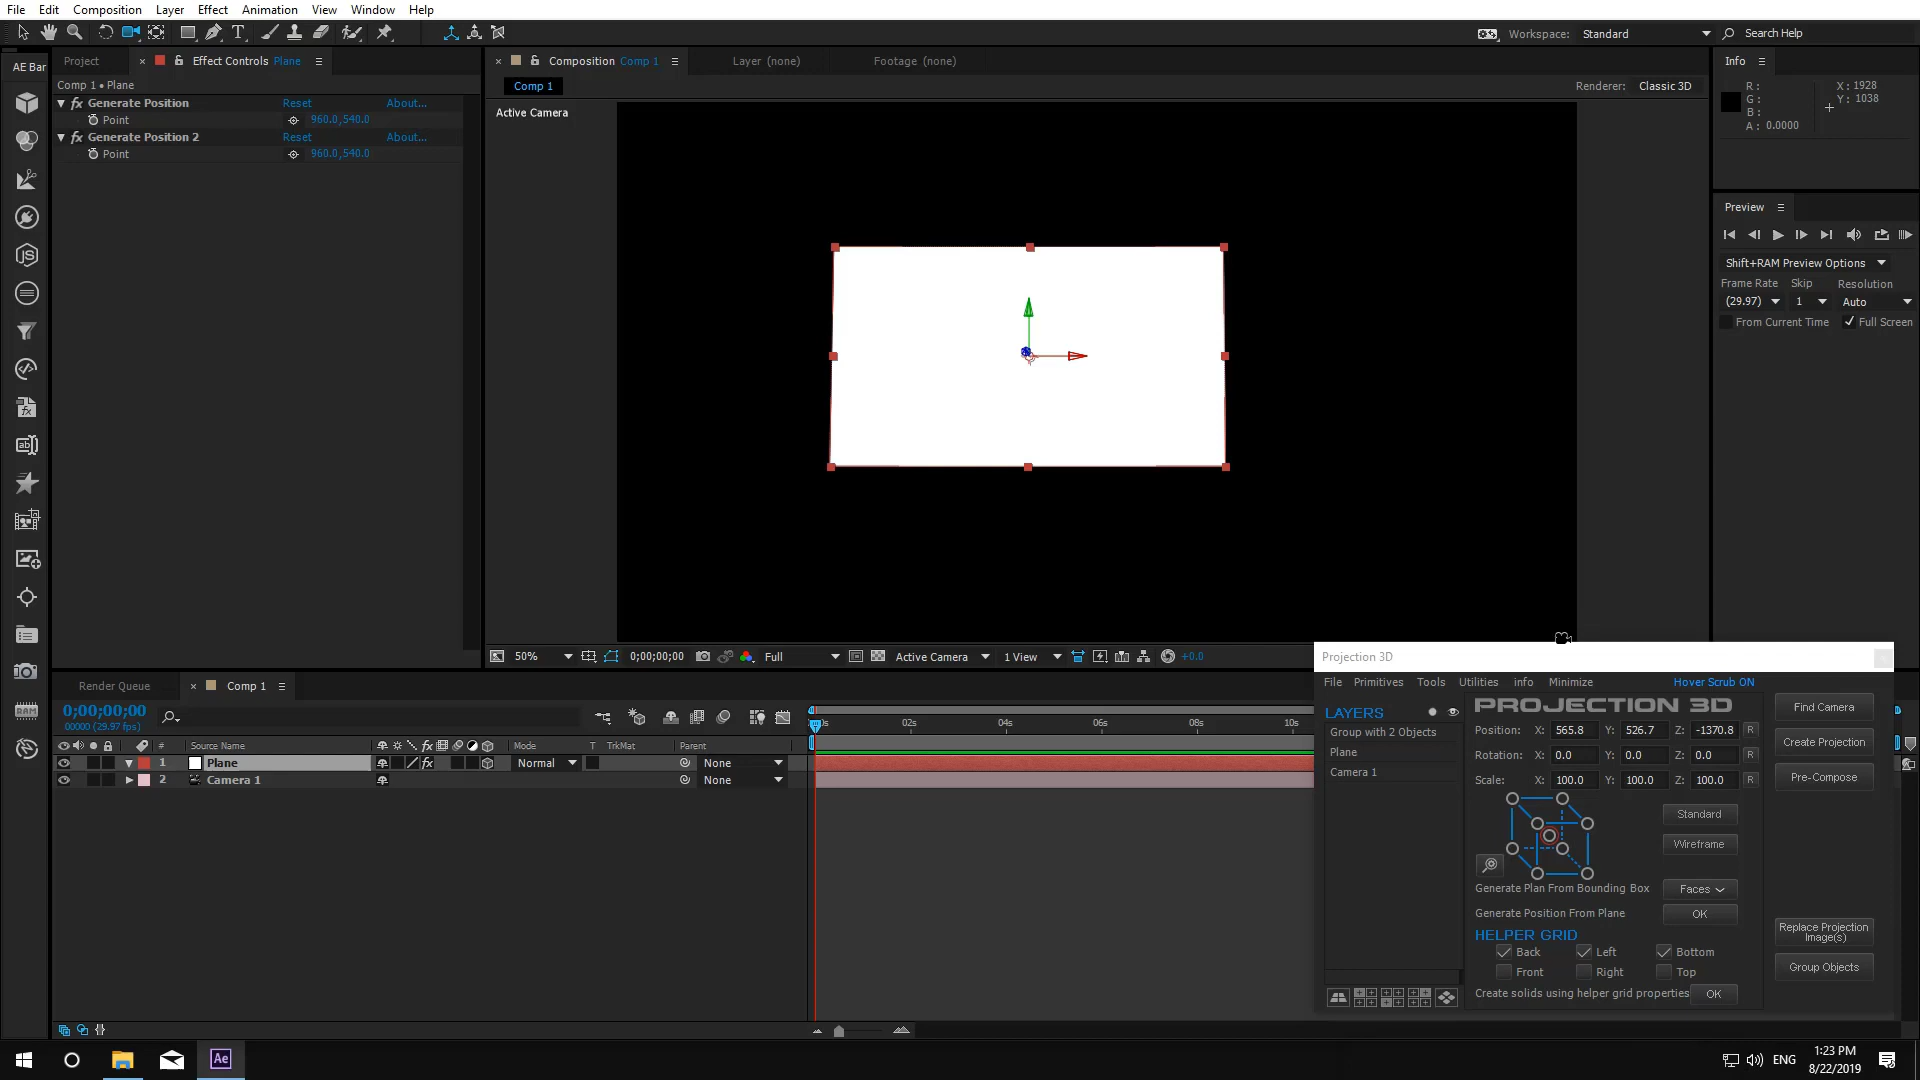 File Edit Composition Layer Effect Animation View Window Help
Workspace: Standard Search Help
AE Bar Project Effect Controls Plane Composition Comp 1 Layer (none) Footage (none) Info
Comp 1 • Plane Comp 1 Renderer: Classic 3D
Generate Position Reset About...
Point 960.0,540.0
Generate Position 2 Reset About...
Point 960.0,540.0
Active Camera
R: X: 1928
G: Y: 1038
B:
A: 0.0000
Preview
Shift+RAM Preview Options
Frame Rate Skip Resolution
(29.97) 1 Auto
From Current Time Full Screen
50% 0;00;00;00 Full Active Camera 1 View +0.0
Render Queue Comp 1
0;00;00;00
00000 (29.97 fps)
02s 04s 06s 08s 10s
# Source Name Mode T TrkMat Parent
1 Plane Normal None
2 Camera 1 None
Projection 3D
File Primitives Tools Utilities info Minimize Hover Scrub ON
LAYERS
Group with 2 Objects
Plane
Camera 1
PROJECTION 3D
Position: X: 565.8 Y: 526.7 Z: -1370.8 R
Rotation: X: 0.0 Y: 0.0 Z: 0.0 R
Scale: X: 100.0 Y: 100.0 Z: 100.0 R
Standard
Wireframe
Generate Plan From Bounding Box Faces
Generate Position From Plane OK
HELPER GRID
Back Left Bottom
Front Right Top
Create solids using helper grid properties OK
Find Camera
Create Projection
Pre-Compose
Replace Projection
Image(s)
Group Objects
RAM
Ae
ENG
1:23 PM
8/22/2019